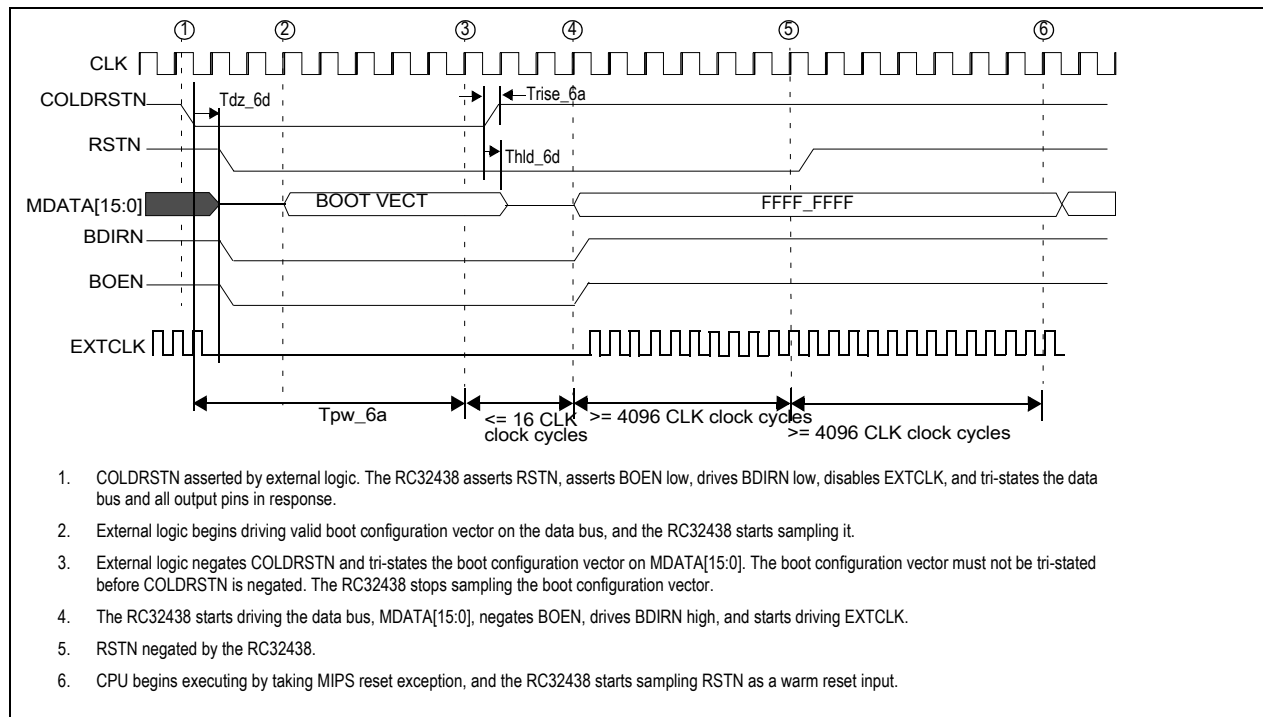 1 2 3 4 5 6
CLK
COLDRSTN
Tdz_6d
Trise_6a
RSTN
Thld_6d
MDATA[15:0]
BOOT VECT
FFFF_FFFF
BDIRN
BOEN
EXTCLK
Tpw_6a
<= 16 CLK
clock cycles
>= 4096 CLK clock cycles
>= 4096 CLK clock cycles
1. COLDRSTN asserted by external logic. The RC32438 asserts RSTN, asserts BOEN low, drives BDIRN low, disables EXTCLK, and tri-states the data
bus and all output pins in response.
2. External logic begins driving valid boot configuration vector on the data bus, and the RC32438 starts sampling it.
3. External logic negates COLDRSTN and tri-states the boot configuration vector on MDATA[15:0]. The boot configuration vector must not be tri-stated
before COLDRSTN is negated. The RC32438 stops sampling the boot configuration vector.
4. The RC32438 starts driving the data bus, MDATA[15:0], negates BOEN, drives BDIRN high, and starts driving EXTCLK.
5. RSTN negated by the RC32438.
6. CPU begins executing by taking MIPS reset exception, and the RC32438 starts sampling RSTN as a warm reset input.